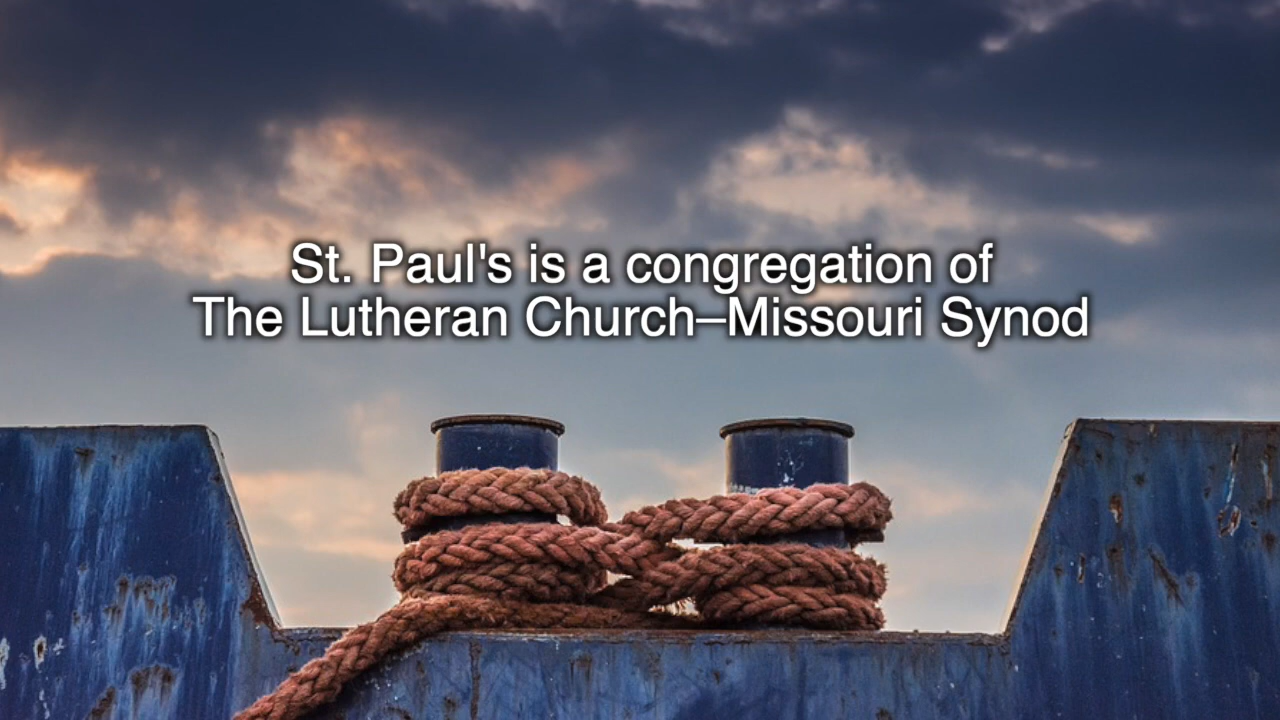 St. Paul's is a congregation of
The Lutheran Church–Missouri Synod